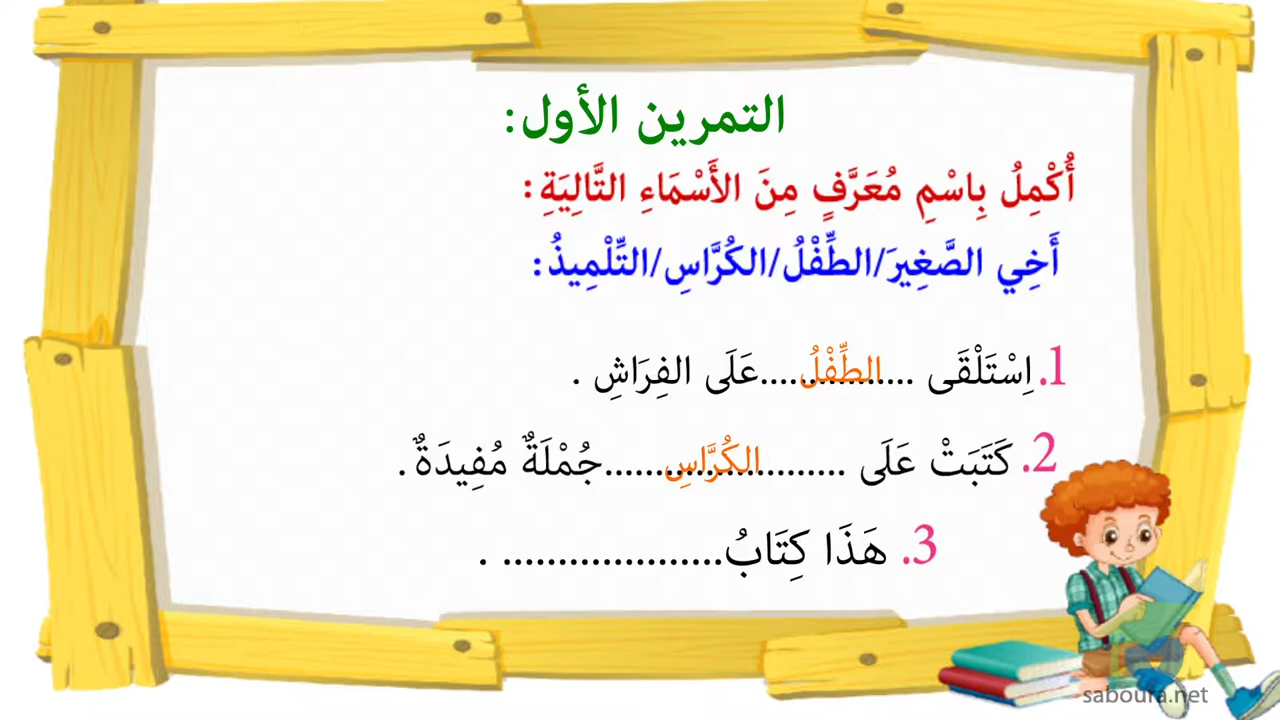 التمرين الأول:
أُكْمِلُ بِاسْمِ مُعَرَّفٍ مِنَ الأَسْمَاءِ التَّالِيَةِ:
أَخِي الصَّغِيرَ/الطِّفْلُ/الكُرَّاسِ/التِّلْمِيذُ:
1. اِسْتَلْقَى ......الطِّفْلُ......عَلَى الفِرَاشِ .
2. كَتَبَتْ عَلَى ......الكُرَّاسِ......جُمْلَةٌ مُفِيدَةٌ .
3. هَذَا كِتَابُ.................... .
saboura.net